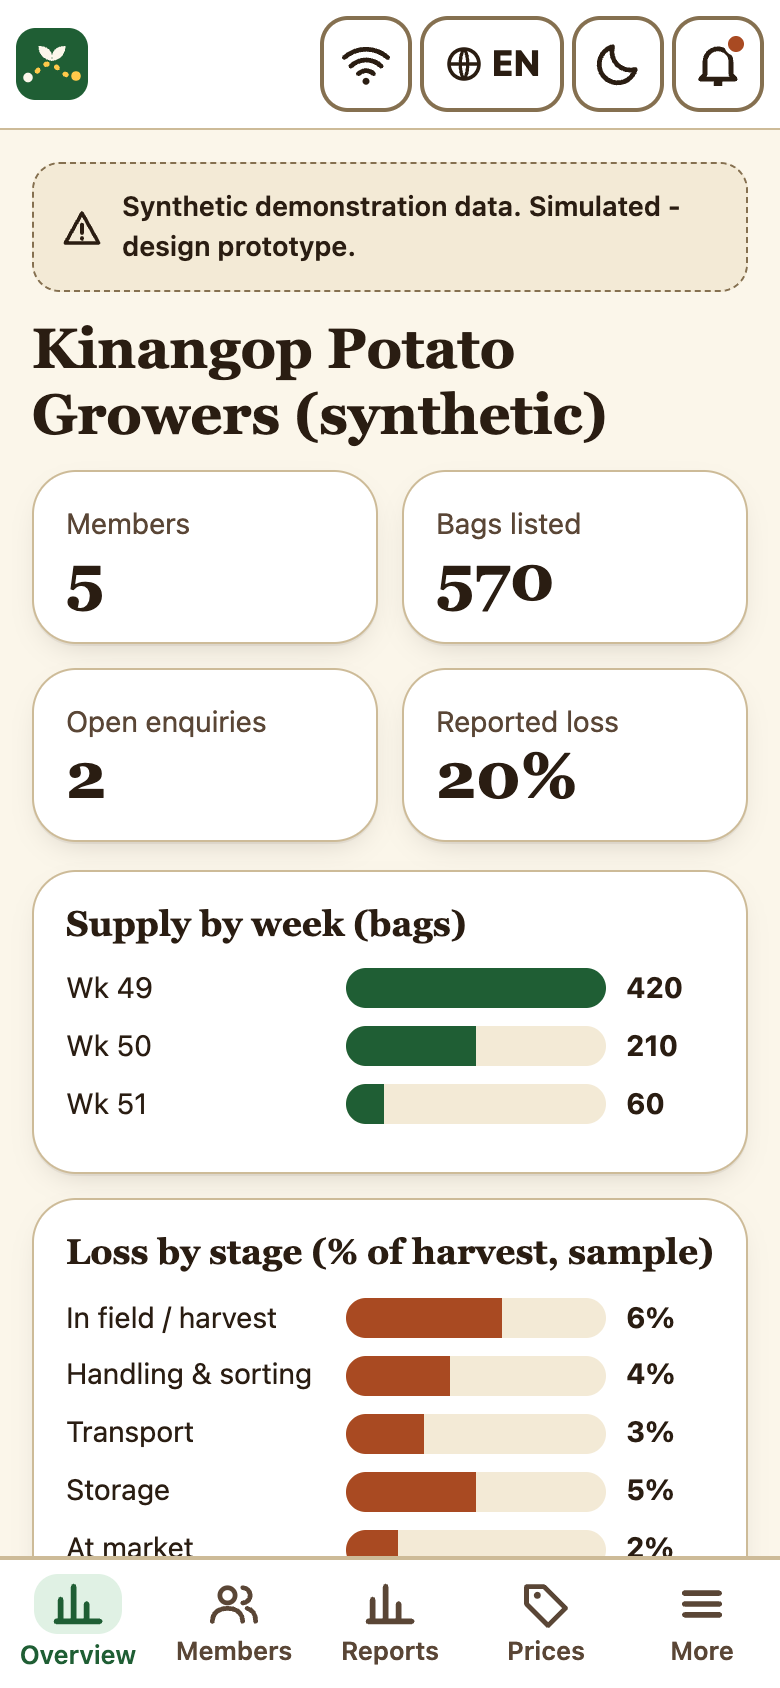 EN
Synthetic demonstration data. Simulated -
design prototype.
Kinangop Potato
Growers (synthetic)
Members
5
Bags listed
570
Open enquiries
2
Reported loss
20%
Supply by week (bags)
Wk 49 420
Wk 50 210
Wk 51 60
Loss by stage (% of harvest, sample)
In field / harvest 6%
Handling & sorting 4%
Transport 3%
Storage 5%
At market 2%
Overview Members Reports Prices More